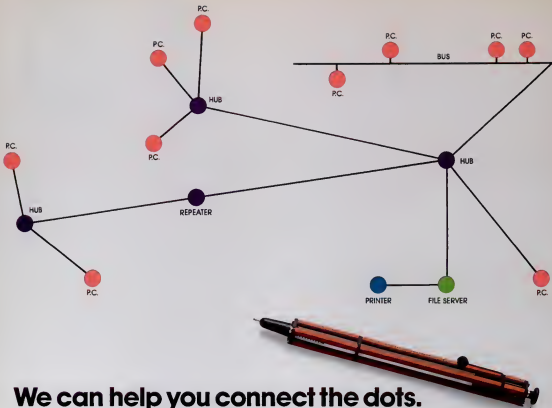 P.C.
P.C.
P.C.
P.C. P.C.
BUS
P.C.
HUB
P.C.
P.C.
HUB
HUB
REPEATER
P.C.
PRINTER
FILE SERVER
P.C.
We can help you connect the dots.